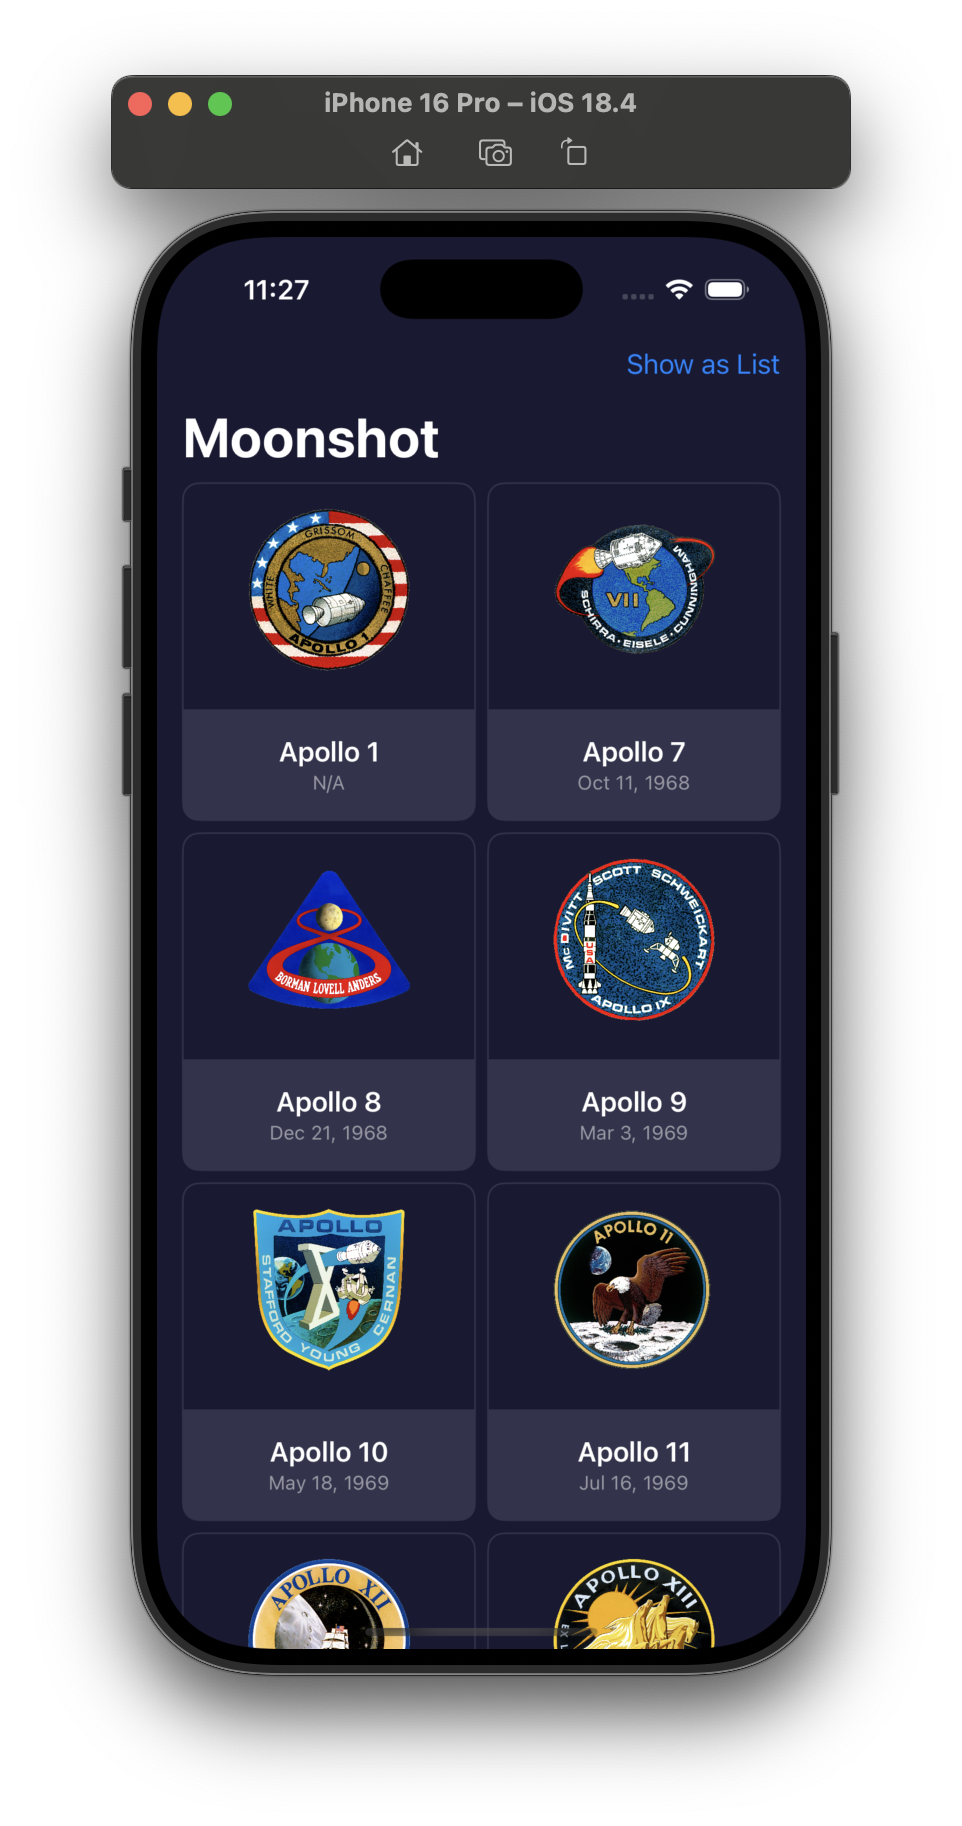 iPhone 16 Pro – iOS 18.4
11:27
Show as List
Moonshot
GRISSOM
WHITE
CHAFFEE
APOLLO 1
VII
SCHIRRA • EISELE • CUNNINGHAM
Apollo 1
N/A
Apollo 7
Oct 11, 1968
BORMAN LOVELL ANDERS
McDIVITT SCOTT SCHWEICKART
USA
APOLLO IX
Apollo 8
Dec 21, 1968
Apollo 9
Mar 3, 1969
APOLLO
X
STAFFORD YOUNG CERNAN
APOLLO 11
Apollo 10
May 18, 1969
Apollo 11
Jul 16, 1969
APOLLO XII
APOLLO XIII
EX L